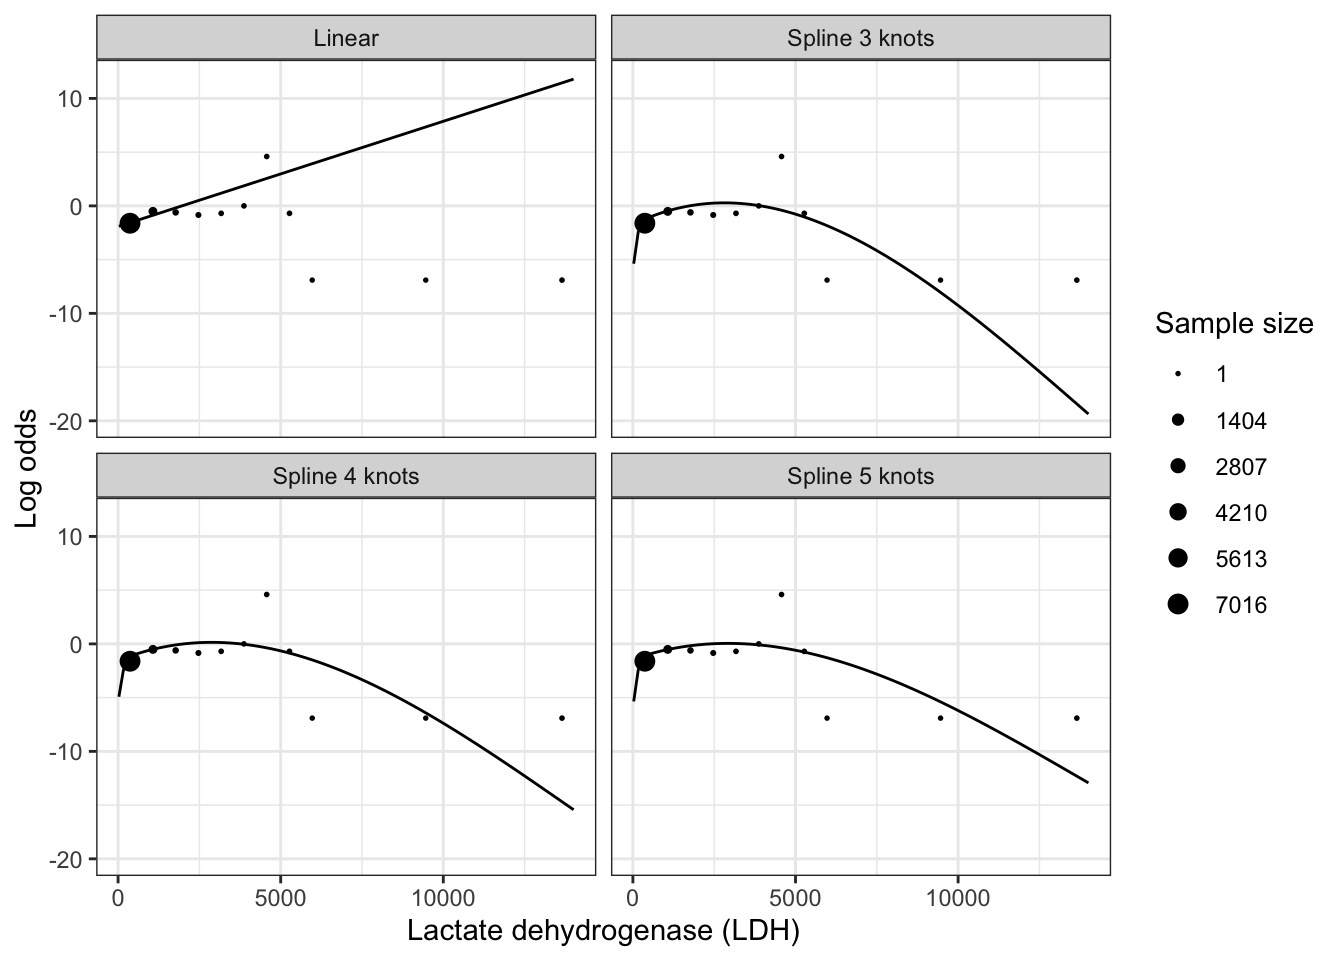 Linear
Spline 3 knots
10
0
-10
-20
Spline 4 knots
Spline 5 knots
10
0
-10
-20
0
5000
10000
0
5000
10000
Log odds
Lactate dehydrogenase (LDH)
Sample size
1
1404
2807
4210
5613
7016